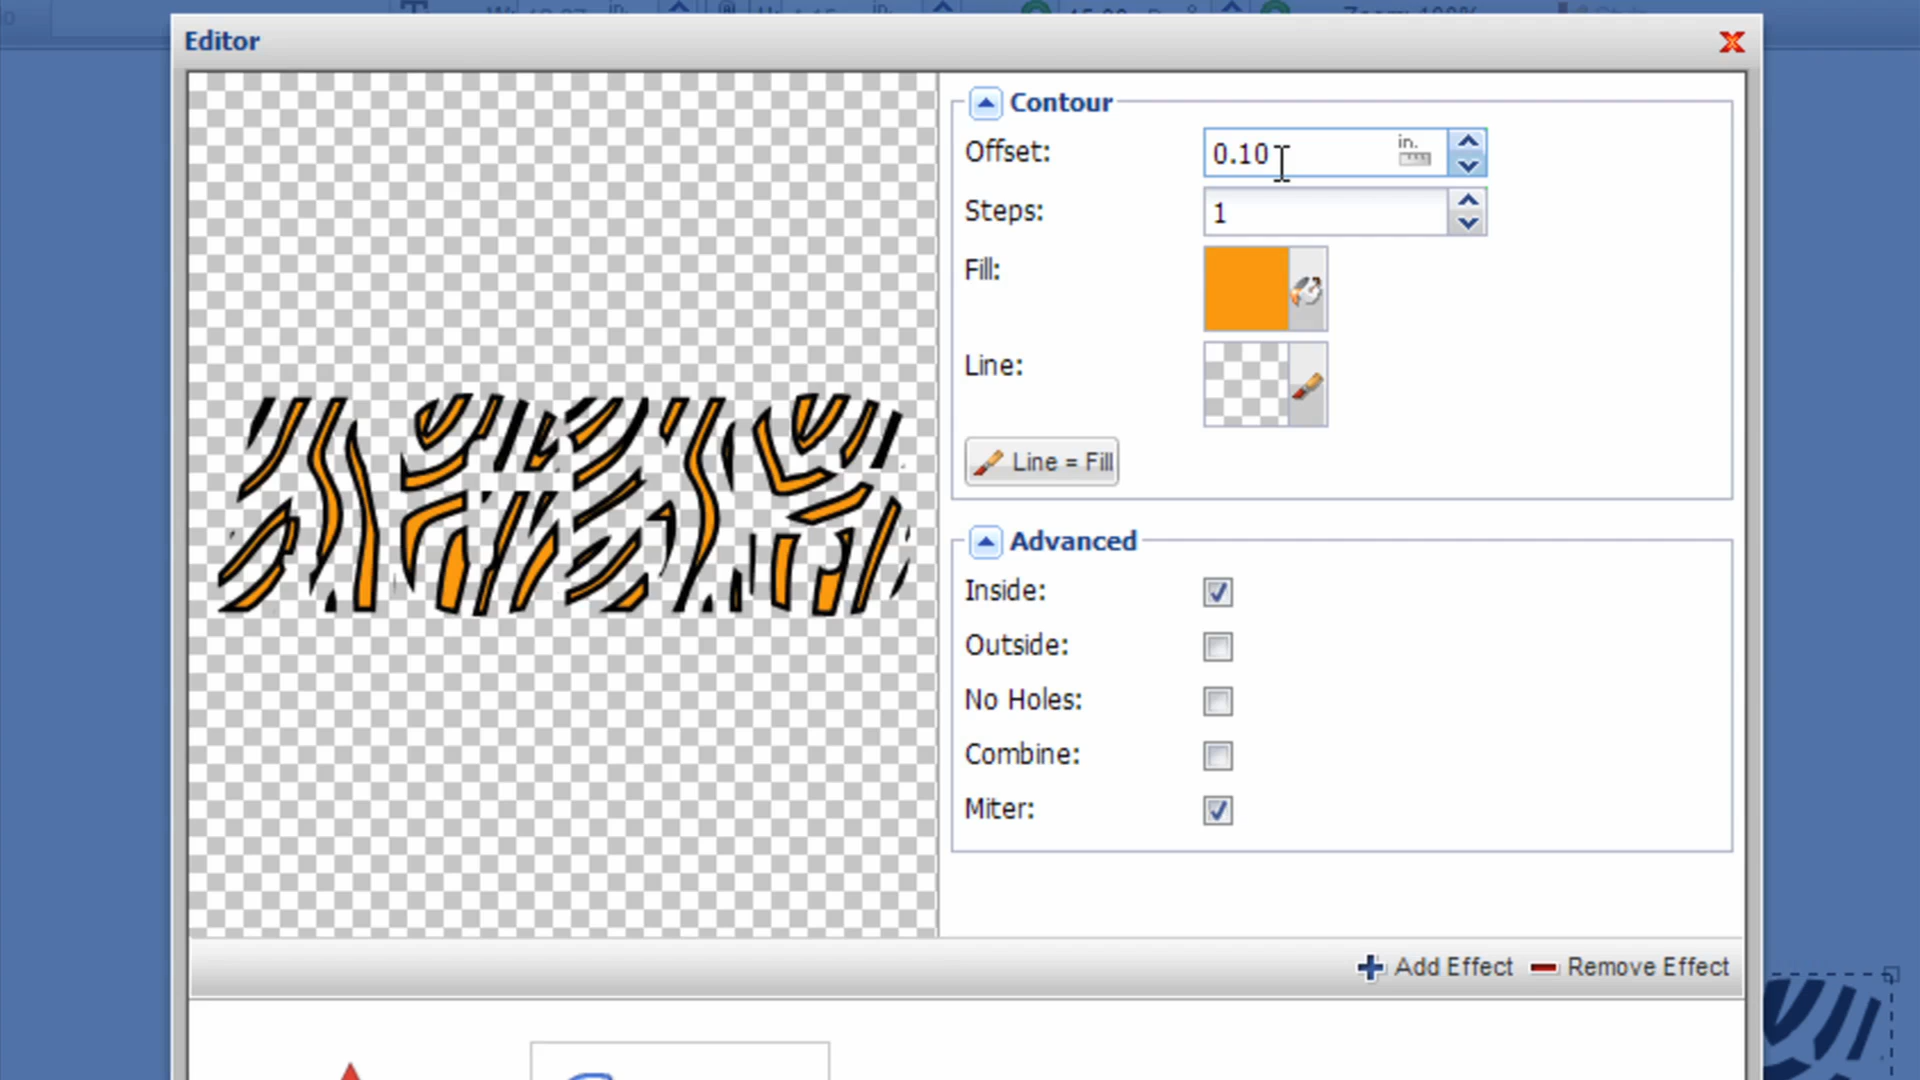 Editor
Contour
Offset: 0.10 in.
Steps: 1
Fill:
Line:
Line = Fill
Advanced
Inside:
Outside:
No Holes:
Combine:
Miter:
Add Effect Remove Effect